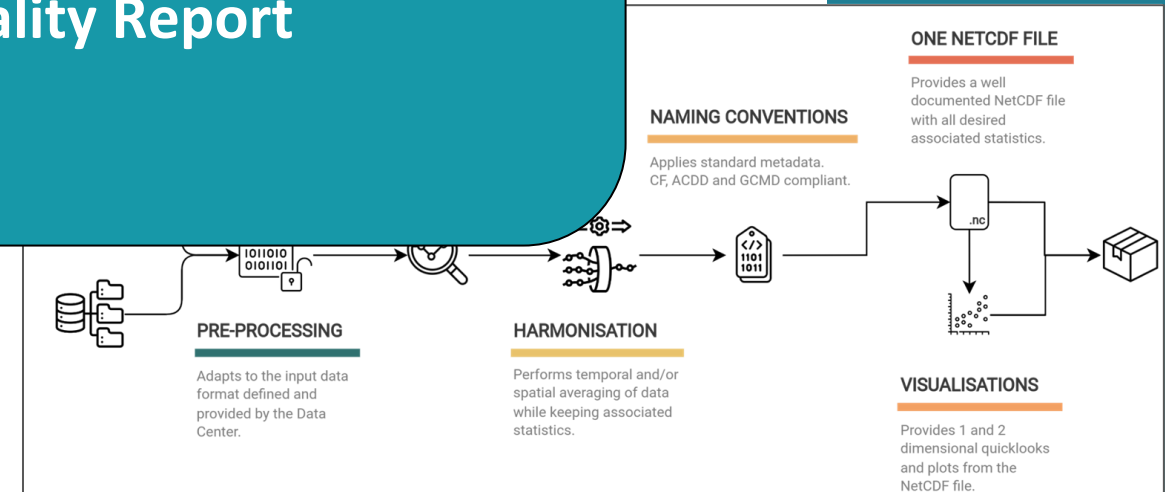 Report
ONE NETCDF FILE
Provides a well
documented NetCDF file
with all desired
associated statistics.
NAMING CONVENTIONS
Applies standard metadata.
CF, ACDD and GCMD compliant.
.nc
1011010
0101101
1101
1011
PRE-PROCESSING
Adapts to the input data
format defined and
provided by the Data
Center.
HARMONISATION
Performs temporal and/or
spatial averaging of data
while keeping associated
statistics.
VISUALISATIONS
Provides 1 and 2
dimensional quicklooks
and plots from the
NetCDF file.